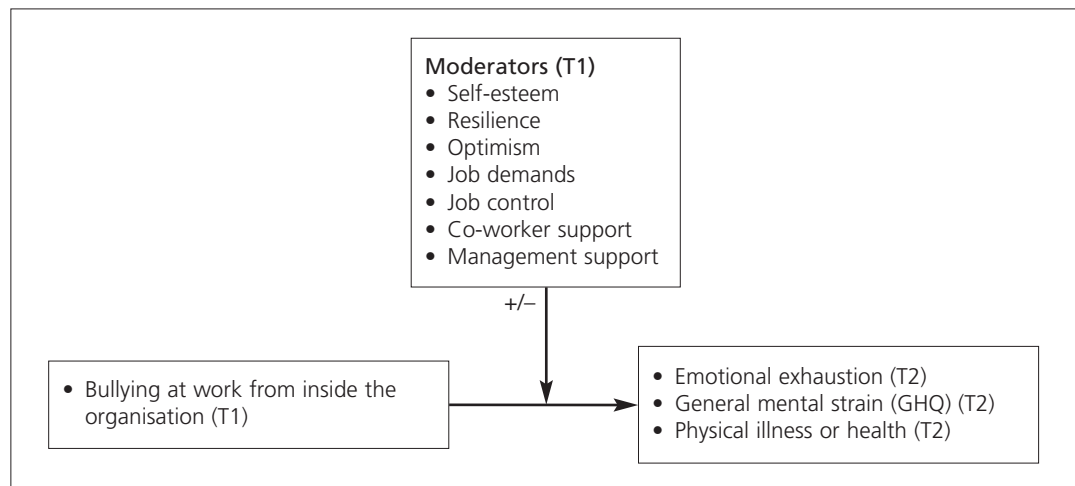 Moderators (T1)
• Self-esteem
• Resilience
• Optimism
• Job demands
• Job control
• Co-worker support
• Management support
+/–
• Bullying at work from inside the
organisation (T1)
• Emotional exhaustion (T2)
• General mental strain (GHQ) (T2)
• Physical illness or health (T2)